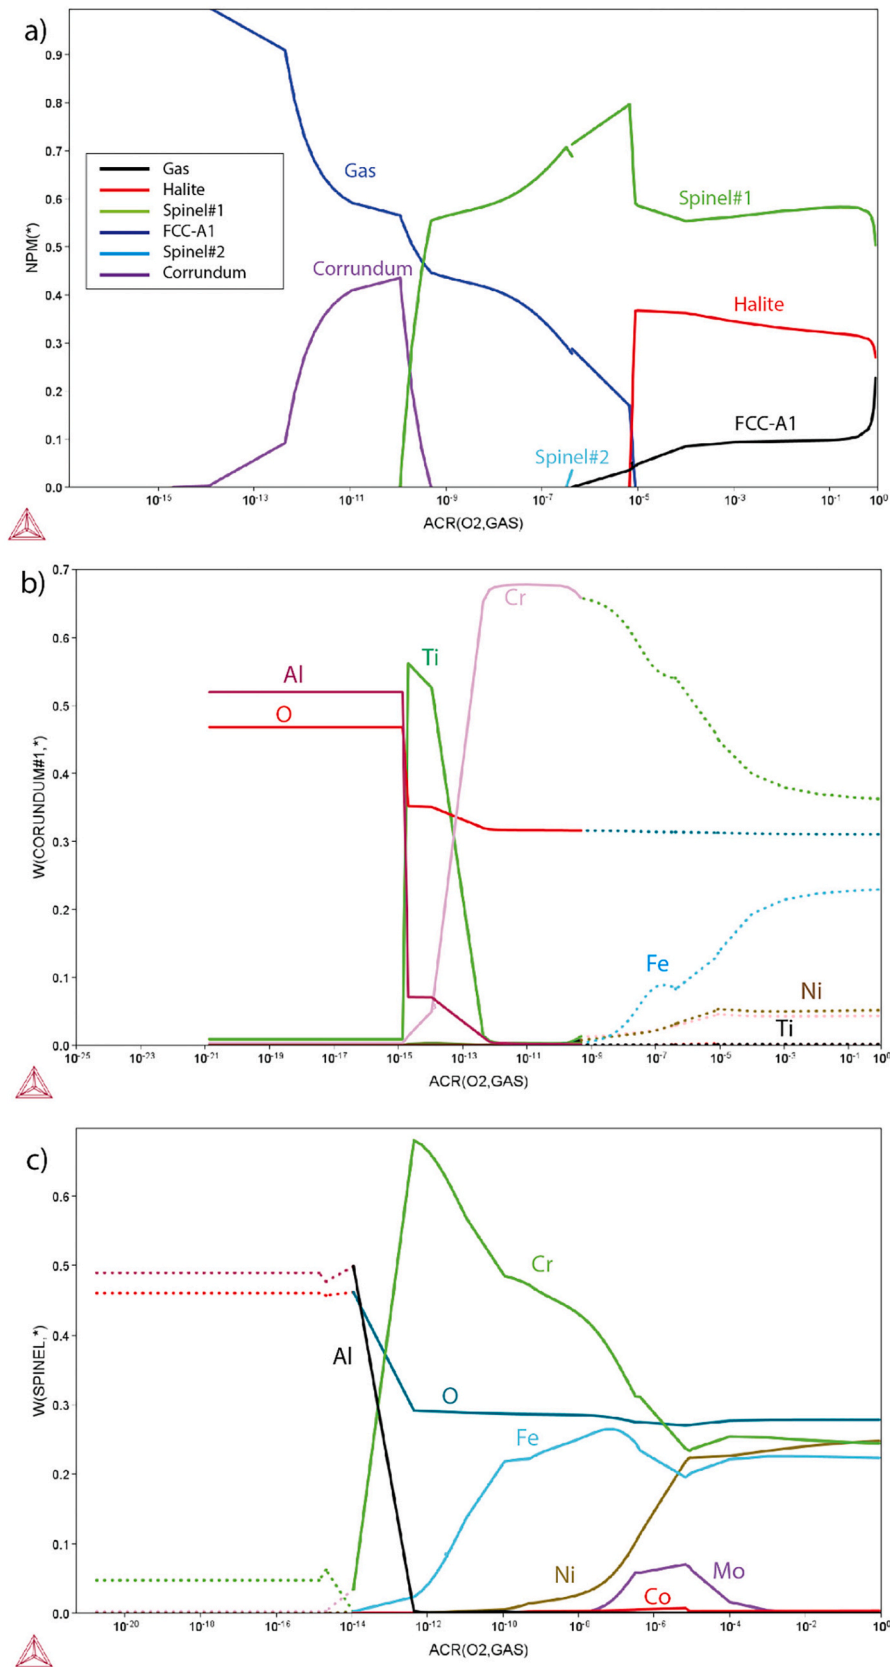 a)
NPM(*)
0.9
0.8
0.7
0.6
0.5
0.4
0.3
0.2
0.1
0.0
Gas
Halite
Spinel#1
FCC-A1
Spinel#2
Corrundum
Gas
Corrundum
Spinel#1
Halite
FCC-A1
Spinel#2
10-15 10-13 10-11 10-9 10-7 10-5 10-3 10-1 100
ACR(O2,GAS)
b)
W(CORUNDUM#1,*)
0.7
0.6
0.5
0.4
0.3
0.2
0.1
0.0
Cr
Al
Ti
O
Fe
Ni
Ti
10-25 10-23 10-21 10-19 10-17 10-15 10-13 10-11 10-9 10-7 10-5 10-3 10-1 100
ACR(O2,GAS)
c)
W(SPINEL,*)
0.6
0.5
0.4
0.3
0.2
0.1
0.0
Cr
Al
O
Fe
Ni
Mo
Co
10-20 10-18 10-16 10-14 10-12 10-10 10-8 10-6 10-4 10-2 100
ACR(O2,GAS)